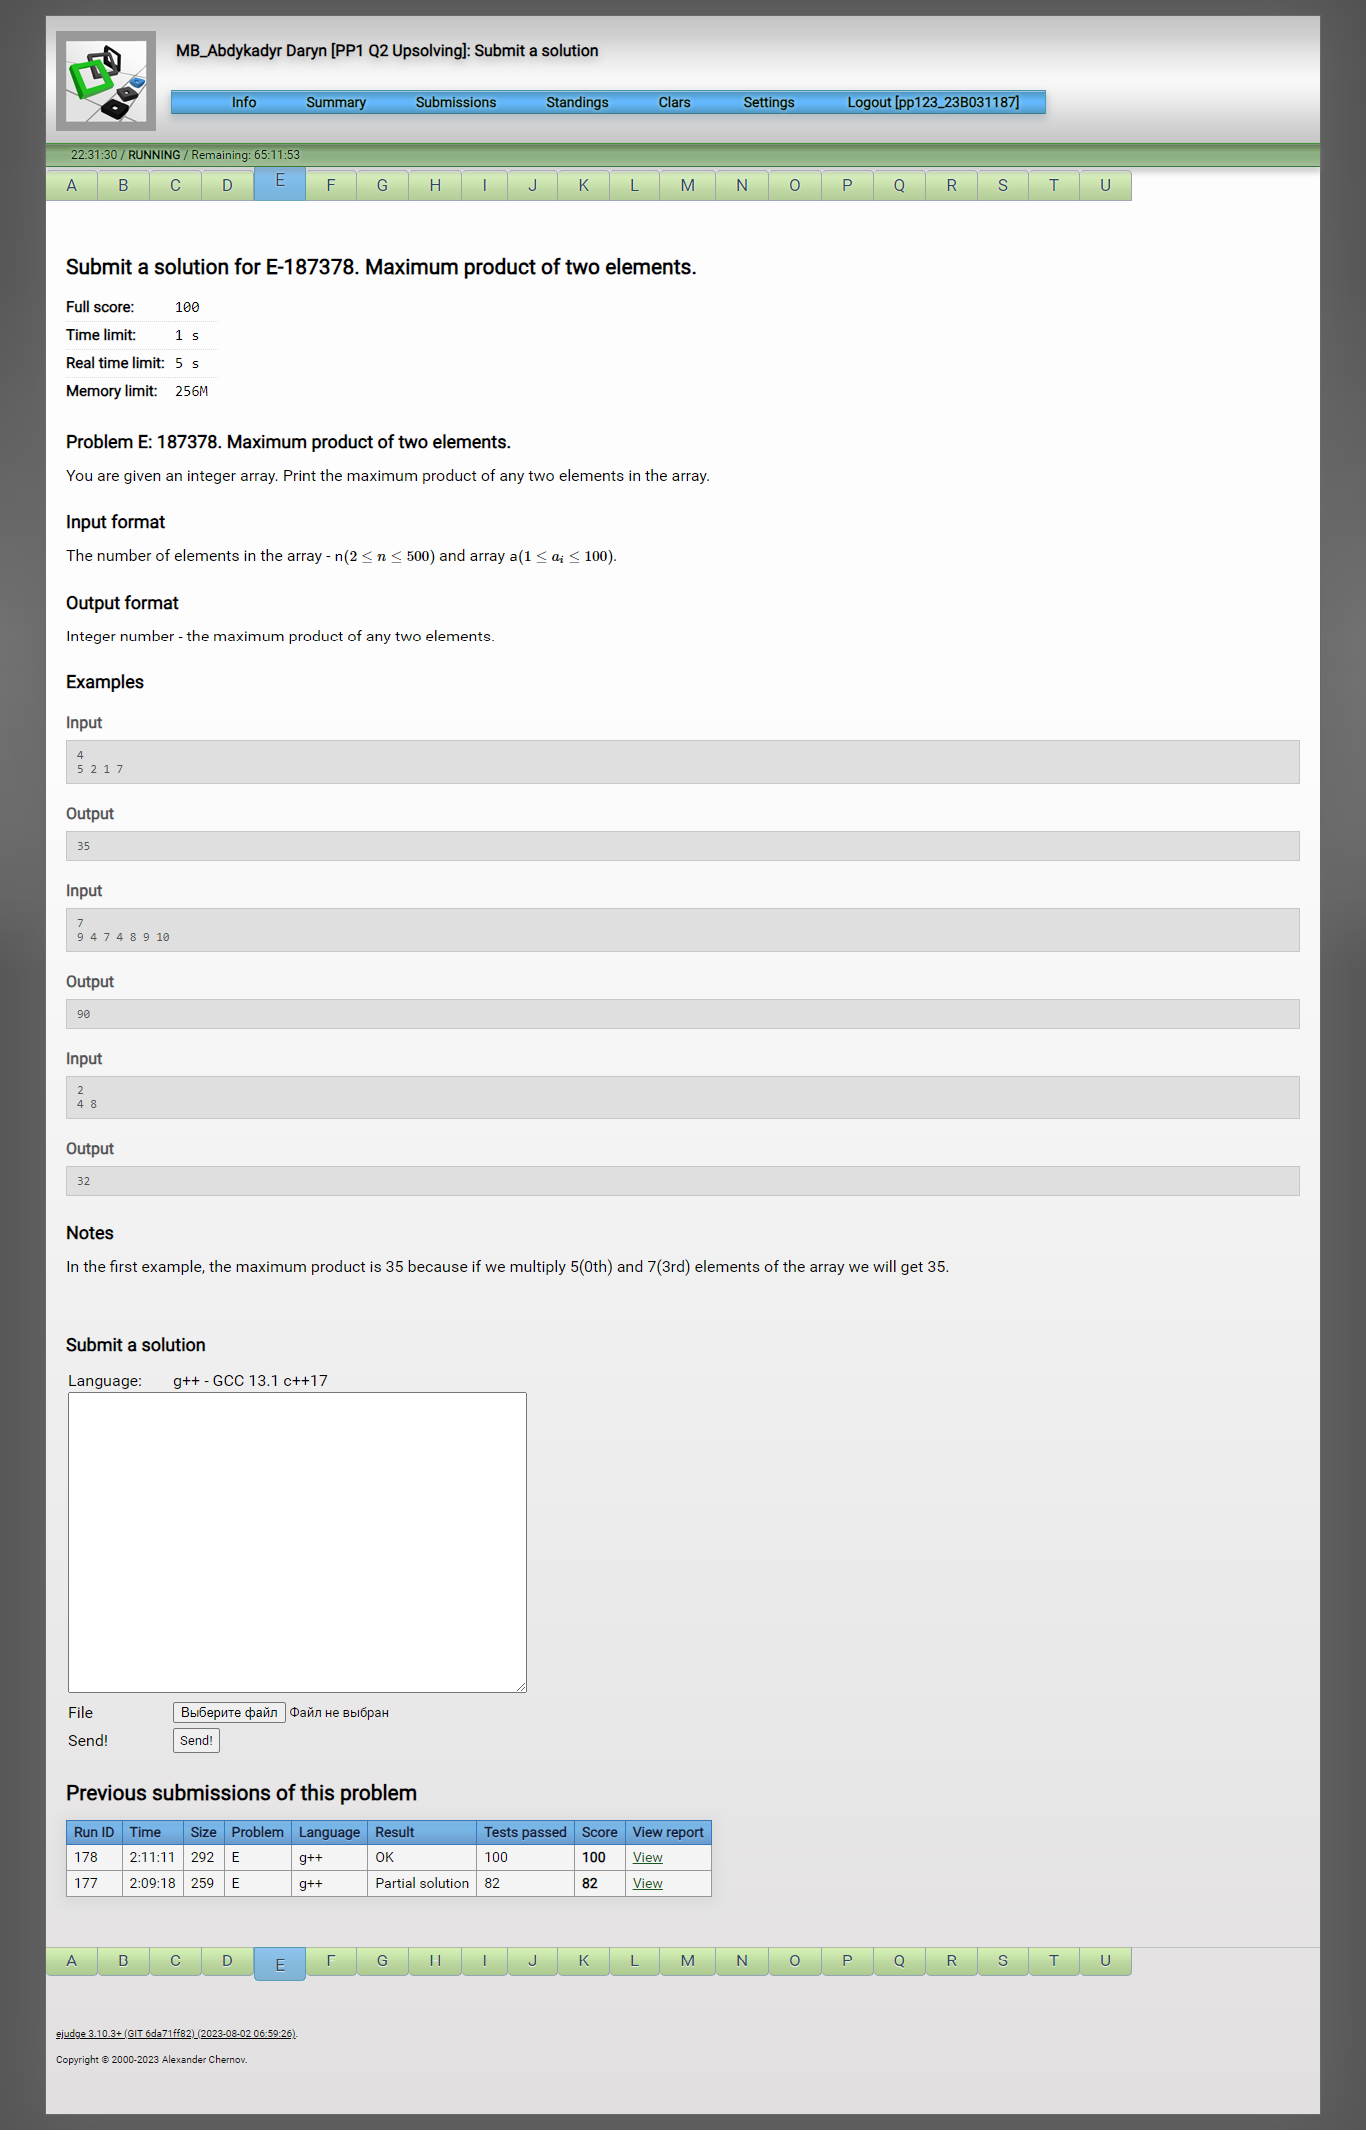 MB_Abdykadyr Daryn [PP1 Q2 Upsolving]: Submit a solution
Info Summary Submissions Standings Clars Settings Logout [pp123_23B031187]
22:31:30 / RUNNING / Remaining: 65:11:53
A B C D E F G H I J K L M N O P Q R S T U
Submit a solution for E-187378. Maximum product of two elements.
Full score: 100
Time limit: 1 s
Real time limit: 5 s
Memory limit: 256M
Problem E: 187378. Maximum product of two elements.
You are given an integer array. Print the maximum product of any two elements in the array.
Input format
The number of elements in the array - n(2 ≤ n ≤ 500) and array a(1 ≤ aᵢ ≤ 100).
Output format
Integer number - the maximum product of any two elements.
Examples
Input
4
5 2 1 7
Output
35
Input
7
9 4 7 4 8 9 10
Output
90
Input
2
4 8
Output
32
Notes
In the first example, the maximum product is 35 because if we multiply 5(0th) and 7(3rd) elements of the array we will get 35.
Submit a solution
Language: g++ - GCC 13.1 c++17
File Выберите файл Файл не выбран
Send! Send!
Previous submissions of this problem
Run ID Time Size Problem Language Result Tests passed Score View report
178 2:11:11 292 E g++ OK 100 100 View
177 2:09:18 259 E g++ Partial solution 82 82 View
A B C D E F G H I J K L M N O P Q R S T U
ejudge 3.10.3+ (GIT 6da71ff82) (2023-08-02 06:59:26).
Copyright © 2000-2023 Alexander Chernov.